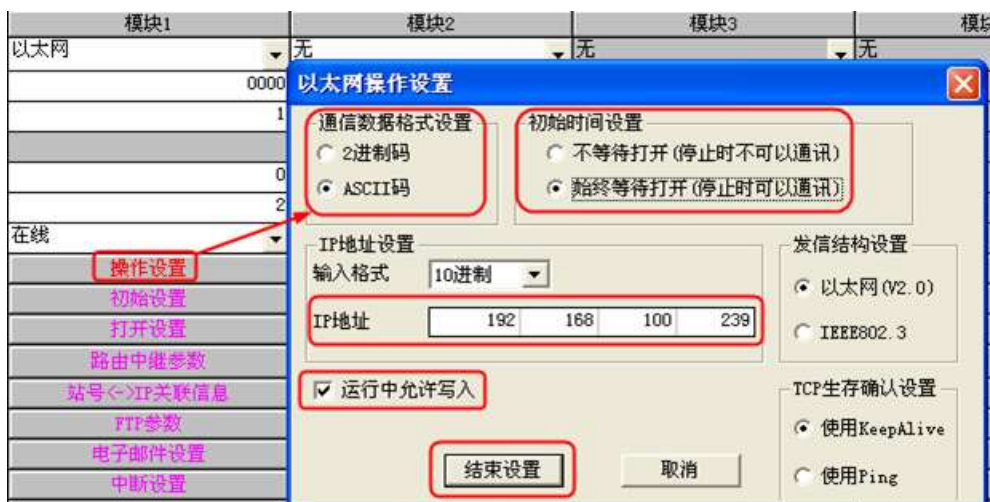 模块1 模块2 模块3
以太网 无 无 无
0000
1
0
2
在线
操作设置
初始设置
打开设置
路由中继参数
站号<->IP关联信息
FTP参数
电子邮件设置
中断设置
以太网操作设置
通信数据格式设置
2进制码
ASCII码
初始时间设置
不等待打开(停止时不可以通讯)
始终等待打开(停止时可以通讯)
IP地址设置
输入格式 10进制
IP地址 192 168 100 239
发信结构设置
以太网(V2.0)
IEEE802.3
运行中允许写入
TCP生存确认设置
使用KeepAlive
使用Ping
结束设置 取消